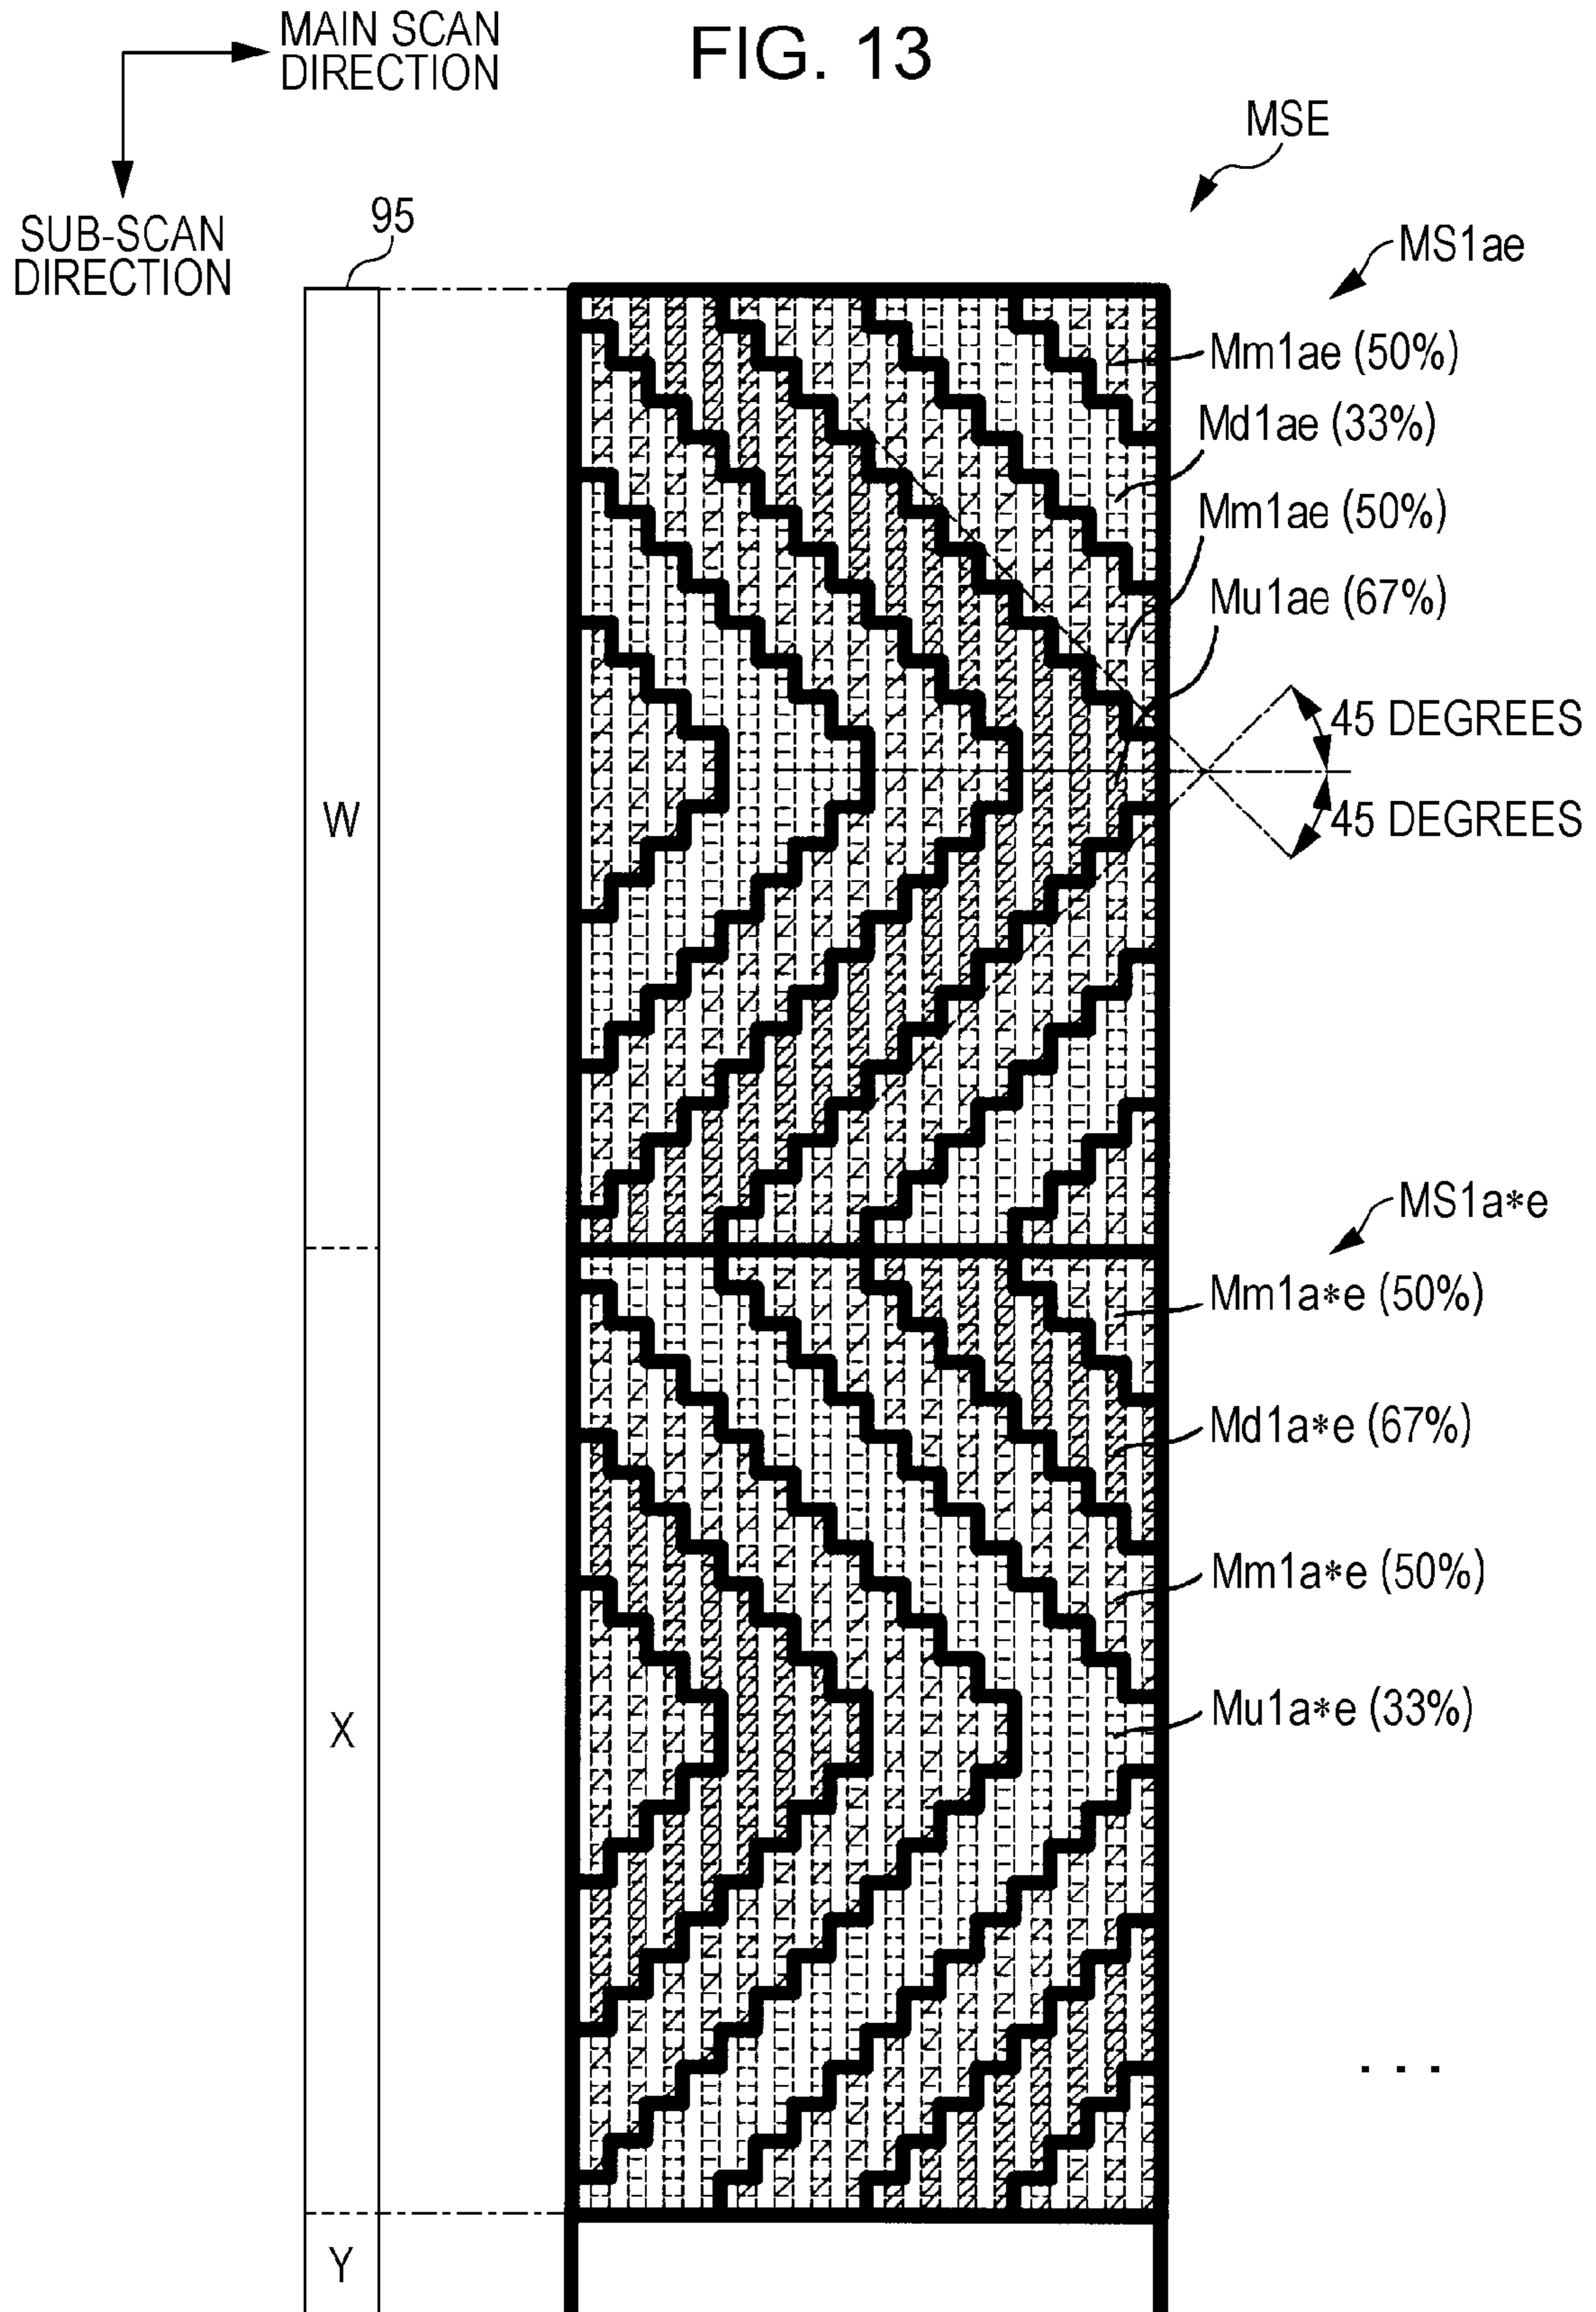 MAIN SCAN
DIRECTION
FIG. 13
MSE
SUB-SCAN
DIRECTION
95
MS1ae
Mm1ae (50%)
Md1ae (33%)
Mm1ae (50%)
Mu1ae (67%)
45 DEGREES
W
45 DEGREES
MS1a*e
Mm1a*e (50%)
Md1a*e (67%)
Mm1a*e (50%)
X
Mu1a*e (33%)
. . .
Y